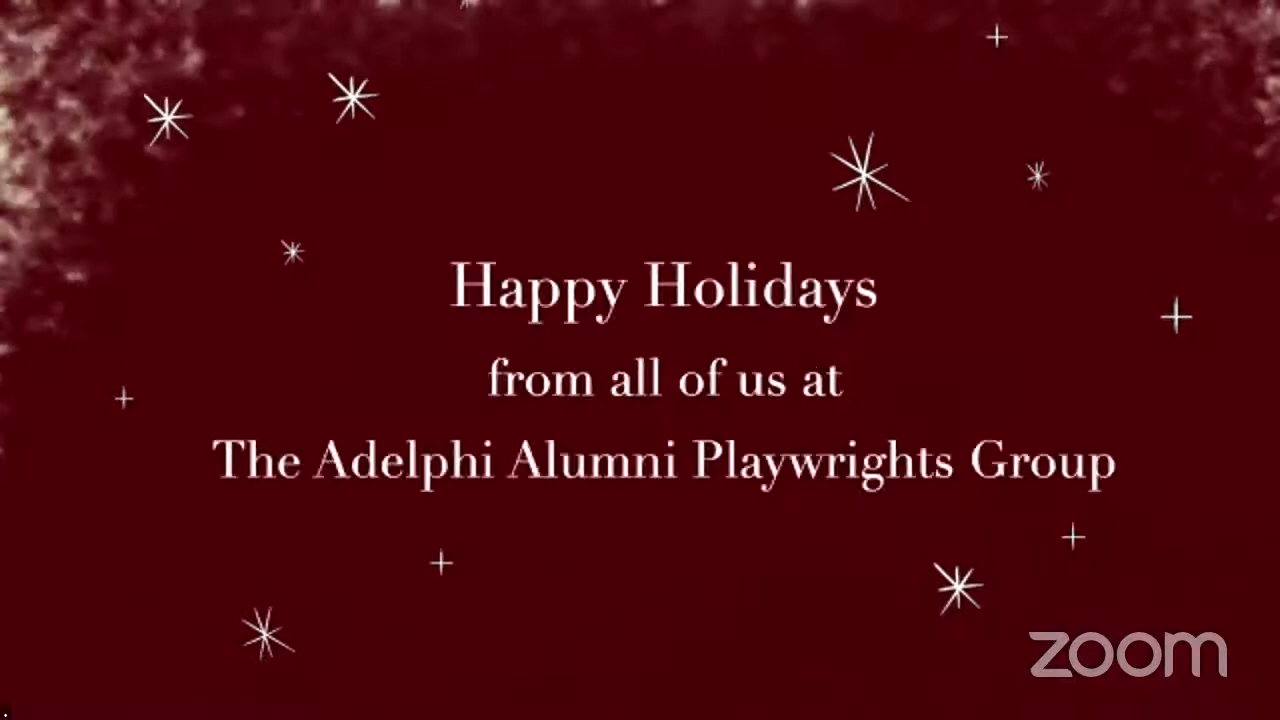 Happy Holidays
from all of us at
The Adelphi Alumni Playwrights Group
zoom